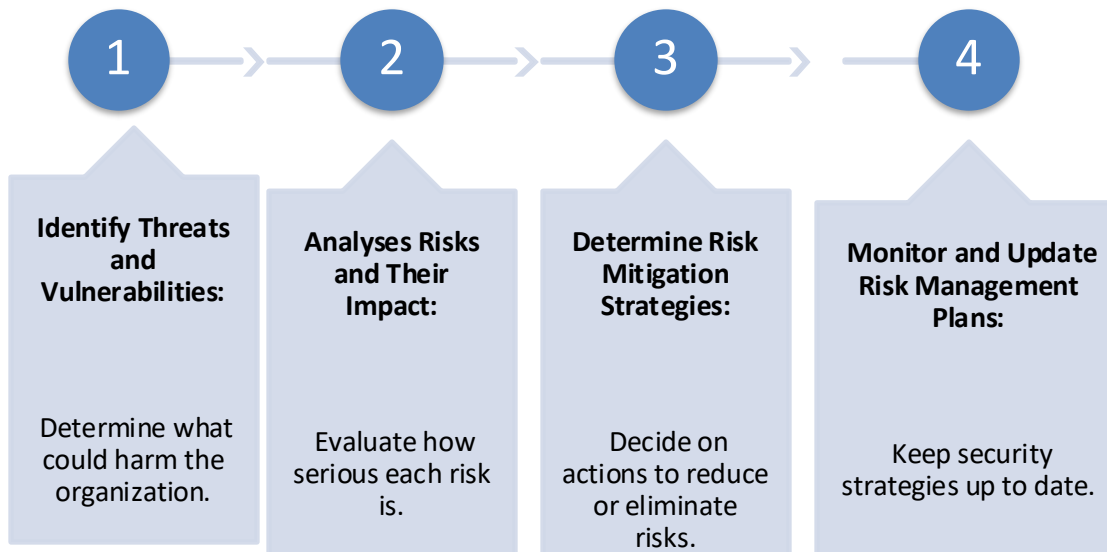 1
Identify Threats
and
Vulnerabilities:
Determine what
could harm the
organization.
2
Analyses Risks
and Their
Impact:
Evaluate how
serious each risk
is.
3
Determine Risk
Mitigation
Strategies:
Decide on
actions to reduce
or eliminate
risks.
4
Monitor and Update
Risk Management
Plans:
Keep security
strategies up to date.